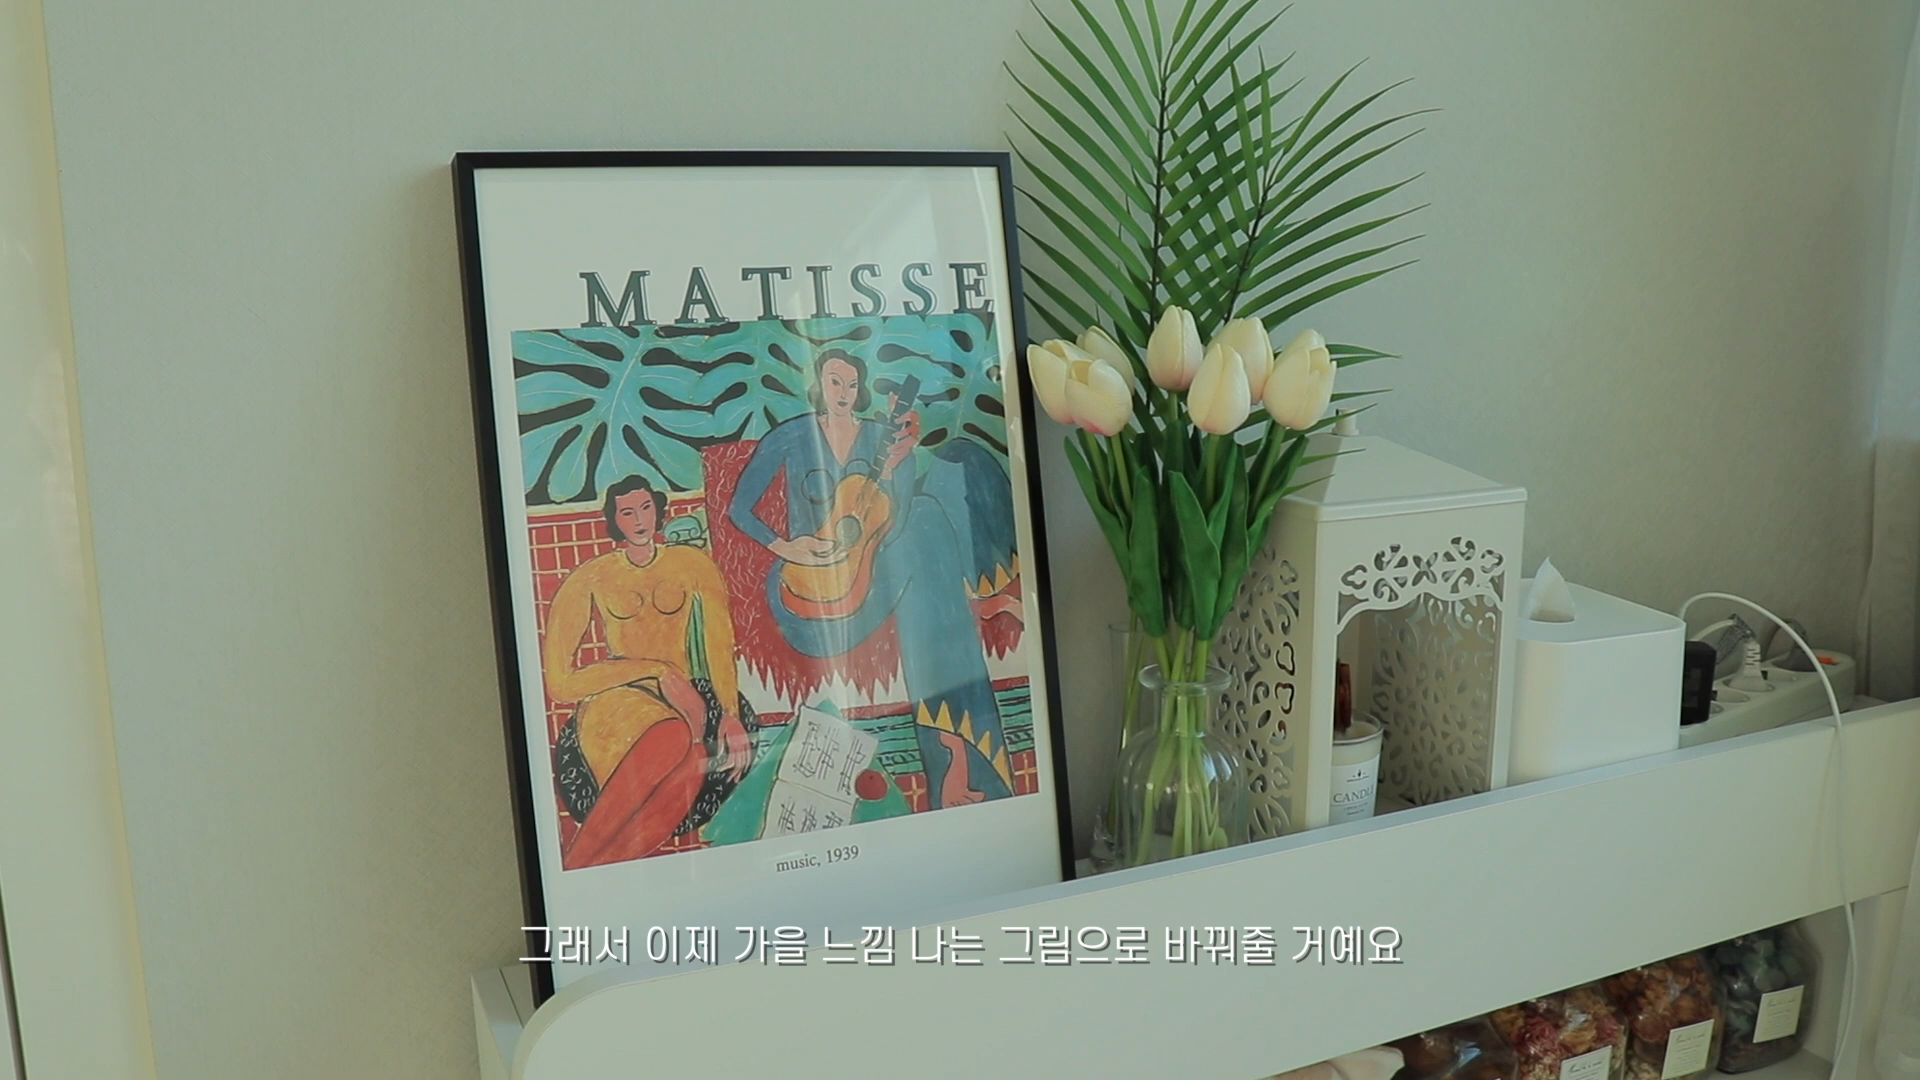 MATISSE
music, 1939
CANDLE
그래서 이제 가을 느낌 나는 그림으로 바꿔줄 거예요